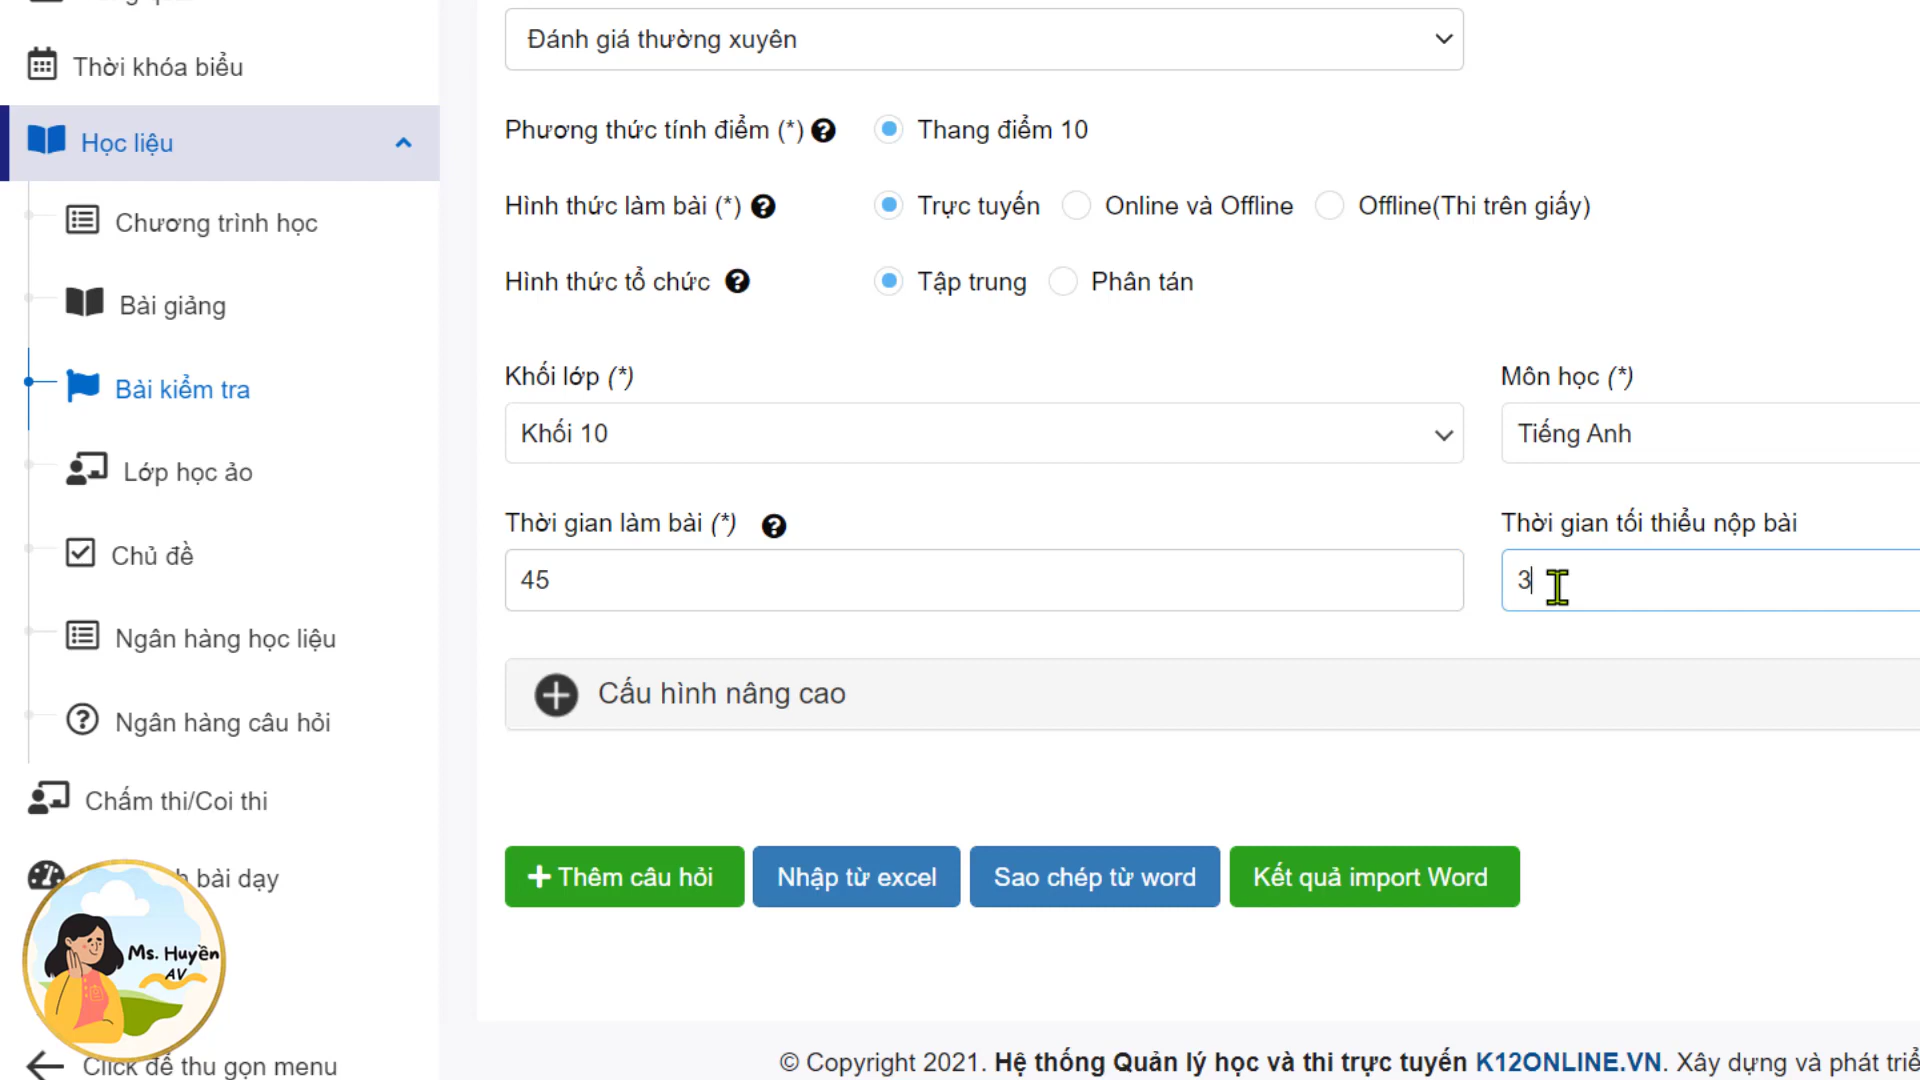 Đánh giá thường xuyên
Thời khóa biểu
Học liệu
Phương thức tính điểm (*)
Thang điểm 10
Hình thức làm bài (*)
Trực tuyến
Online và Offline
Offline(Thi trên giấy)
Chương trình học
Hình thức tổ chức
Tập trung
Phân tán
Bài giảng
Khối lớp (*)
Môn học (*)
Bài kiểm tra
Khối 10
Tiếng Anh
Lớp học ảo
Thời gian làm bài (*)
Thời gian tối thiểu nộp bài
Chủ đề
45
3
Ngân hàng học liệu
Cấu hình nâng cao
Ngân hàng câu hỏi
Chấm thi/Coi thi
Thêm câu hỏi
Nhập từ excel
Sao chép từ word
Kết quả import Word
bài dạy
Ms. Huyền
AV
Click để thu gọn menu
© Copyright 2021. Hệ thống Quản lý học và thi trực tuyến K12ONLINE.VN. Xây dựng và phát